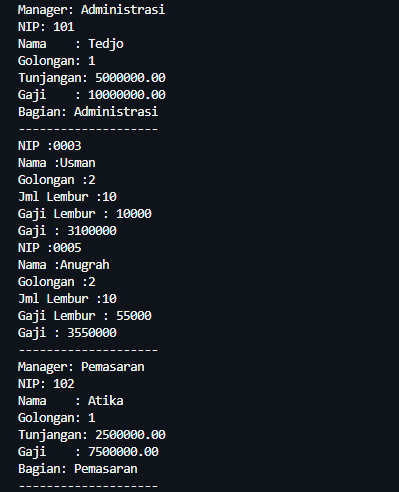 Manager: Administrasi
NIP: 101
Nama    : Tedjo
Golongan: 1
Tunjangan: 5000000.00
Gaji    : 10000000.00
Bagian: Administrasi
--------------------
NIP :0003
Nama :Usman
Golongan :2
Jml Lembur :10
Gaji Lembur : 10000
Gaji : 3100000
NIP :0005
Nama :Anugrah
Golongan :2
Jml Lembur :10
Gaji Lembur : 55000
Gaji : 3550000
--------------------
Manager: Pemasaran
NIP: 102
Nama    : Atika
Golongan: 1
Tunjangan: 2500000.00
Gaji    : 7500000.00
Bagian: Pemasaran
--------------------